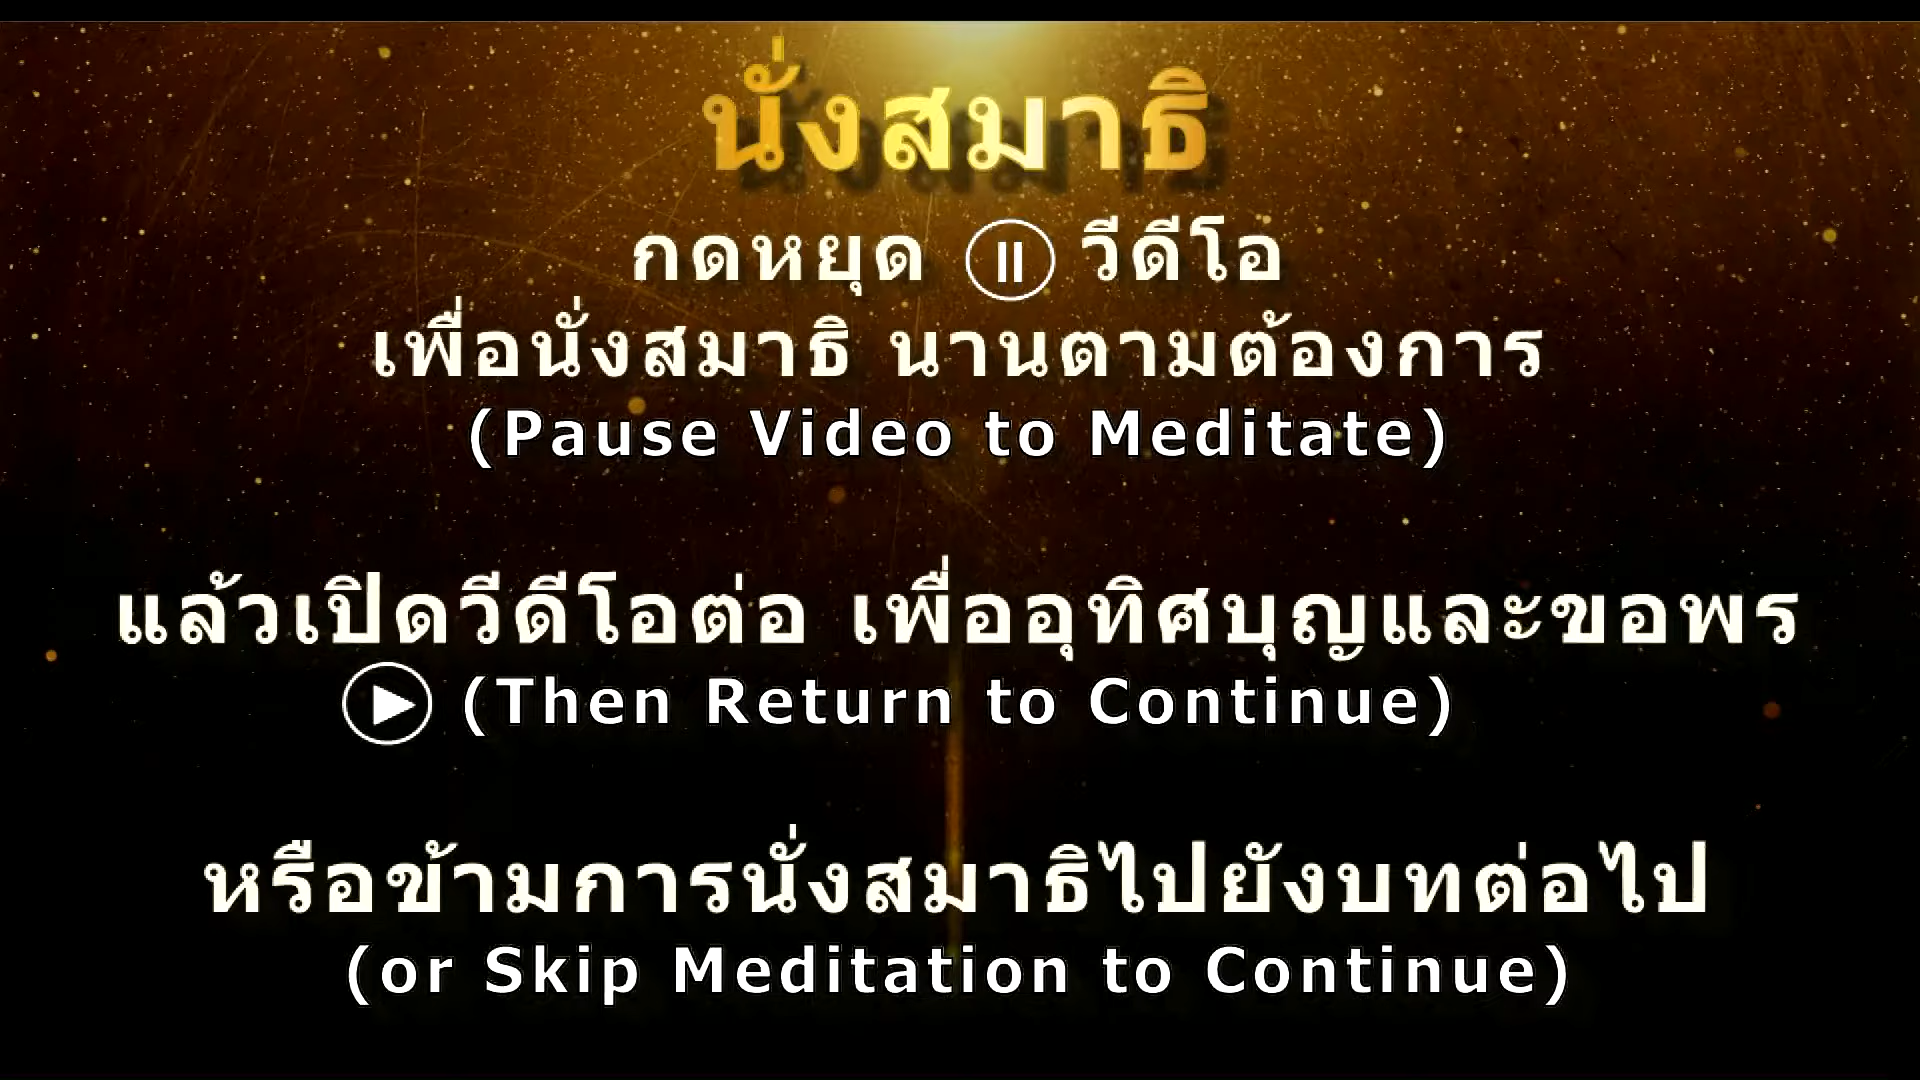 นั่งสมาธิ
กดหยุด วีดีโอ
เพื่อนั่งสมาธิ นานตามต้องการ
(Pause Video to Meditate)
แล้วเปิดวีดีโอต่อ เพื่ออุทิศบุญและขอพร
(Then Return to Continue)
หรือข้ามการนั่งสมาธิไปยังบทต่อไป
(or Skip Meditation to Continue)